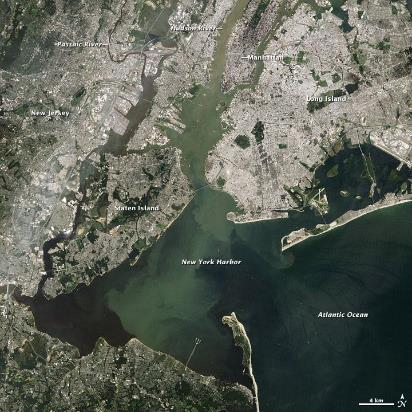 Hudson River
Passaic River
Manhattan
Long Island
New Jersey
Staten Island
New York Harbor
Atlantic Ocean
4 km
N